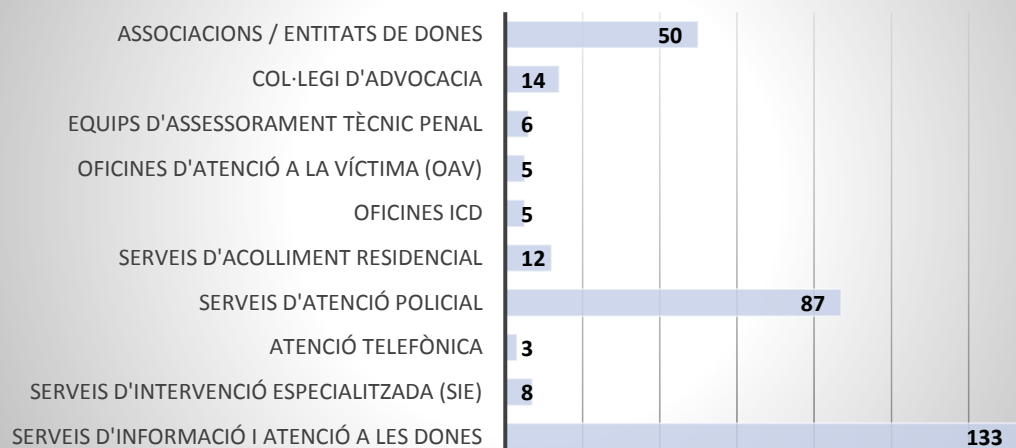 ASSOCIACIONS / ENTITATS DE DONES 50
COL·LEGI D'ADVOCACIA 14
EQUIPS D'ASSESSORAMENT TÈCNIC PENAL 6
OFICINES D'ATENCIÓ A LA VÍCTIMA (OAV) 5
OFICINES ICD 5
SERVEIS D'ACOLLIMENT RESIDENCIAL 12
SERVEIS D'ATENCIÓ POLICIAL 87
ATENCIÓ TELEFÒNICA 3
SERVEIS D'INTERVENCIÓ ESPECIALITZADA (SIE) 8
SERVEIS D'INFORMACIÓ I ATENCIÓ A LES DONES 133